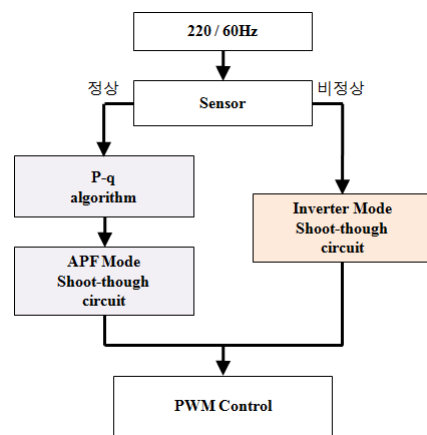 220 / 60Hz
정상
비정상
Sensor
P-q
algorithm
Inverter Mode
Shoot-though
circuit
APF Mode
Shoot-though
circuit
PWM Control